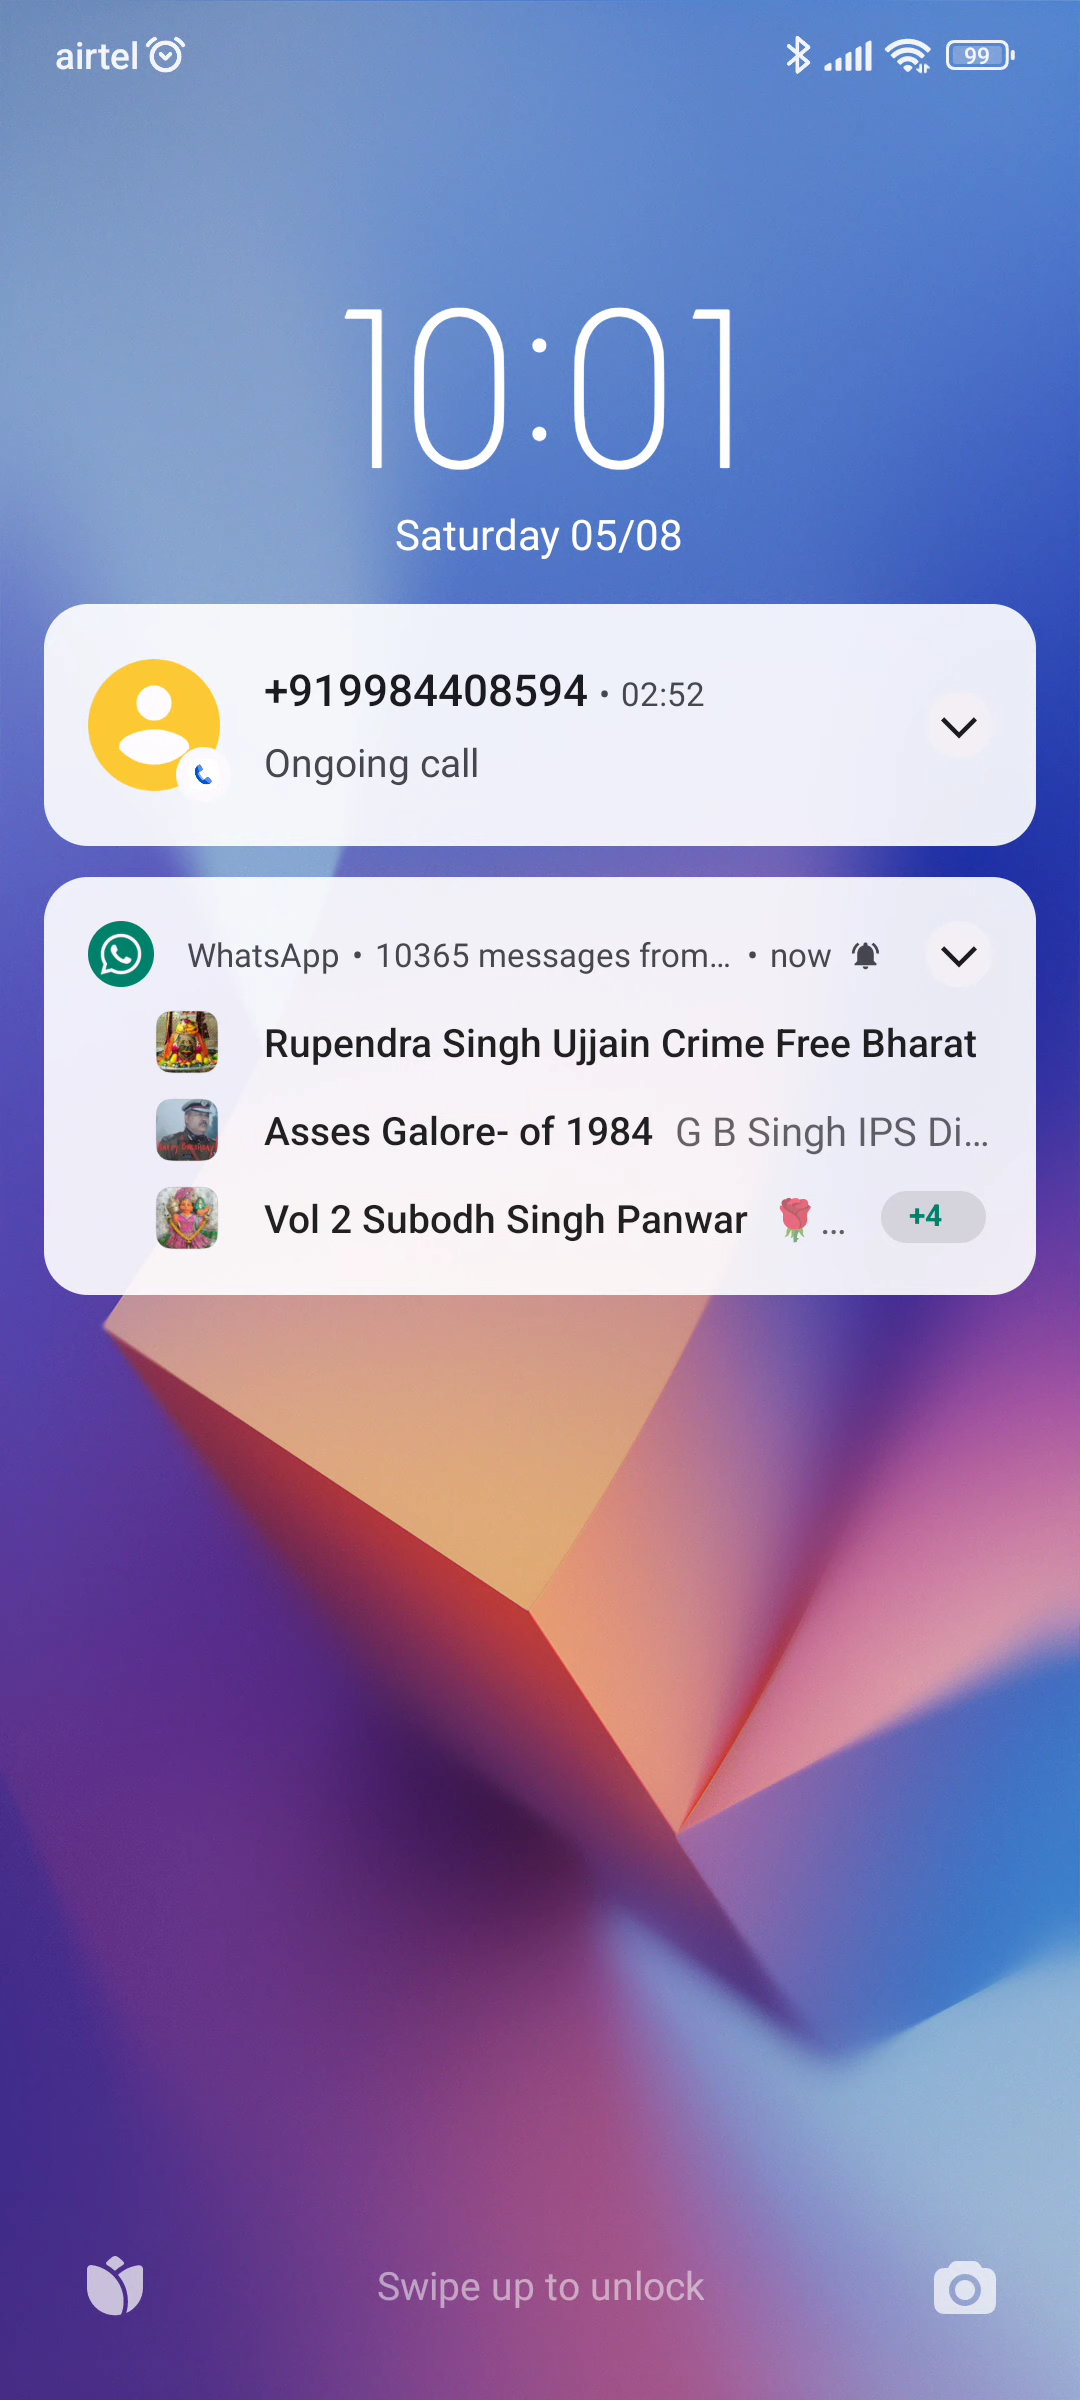 airtel
99
10:01
Saturday 05/08
+919984408594 • 02:52
Ongoing call
WhatsApp • 10365 messages from... • now
Rupendra Singh Ujjain Crime Free Bharat
Asses Galore- of 1984 G B Singh IPS Di...
Vol 2 Subodh Singh Panwar 🌹... +4
Swipe up to unlock